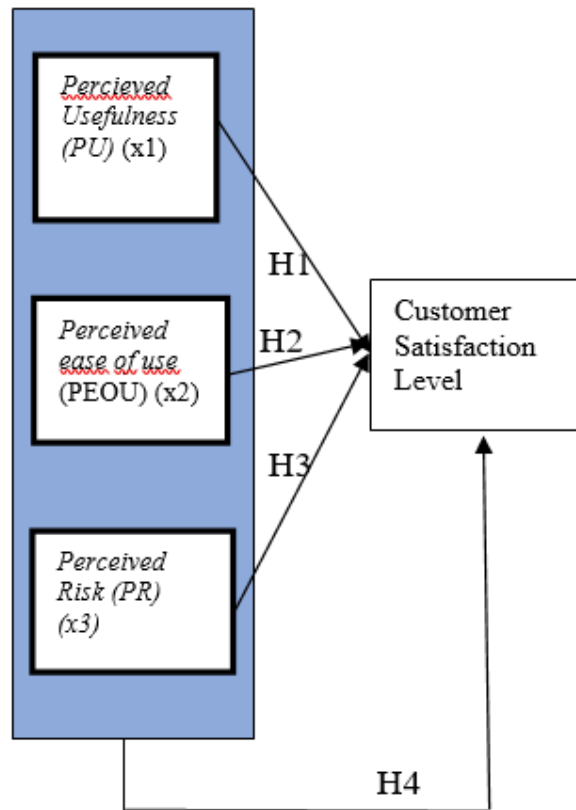 Percieved
Usefulness
(PU) (x1)
H1
Customer
Satisfaction
Level
Perceived
ease of use
(PEOU) (x2)
H2
H3
Perceived
Risk (PR)
(x3)
H4